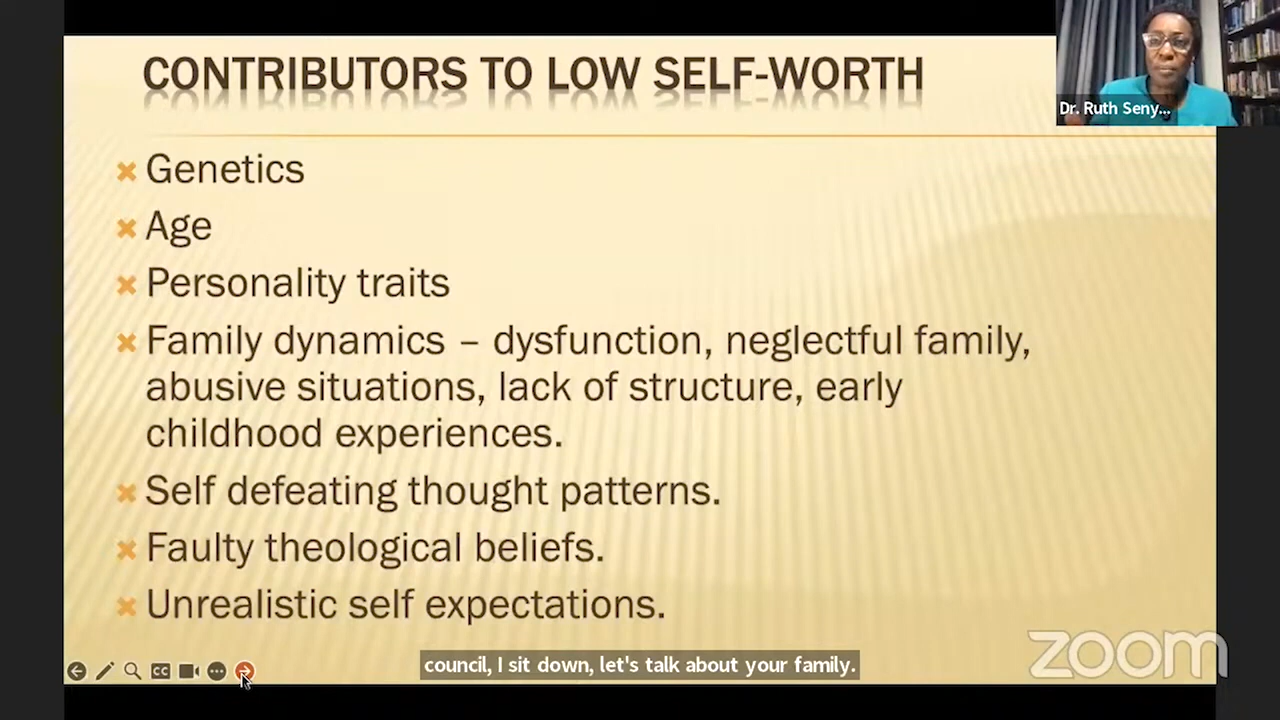 CONTRIBUTORS TO LOW SELF-WORTH
Dr. Ruth Seny...
Genetics
Age
Personality traits
Family dynamics – dysfunction, neglectful family,
abusive situations, lack of structure, early
childhood experiences.
Self defeating thought patterns.
Faulty theological beliefs.
Unrealistic self expectations.
CC
council, I sit down, let's talk about your family.
zoom